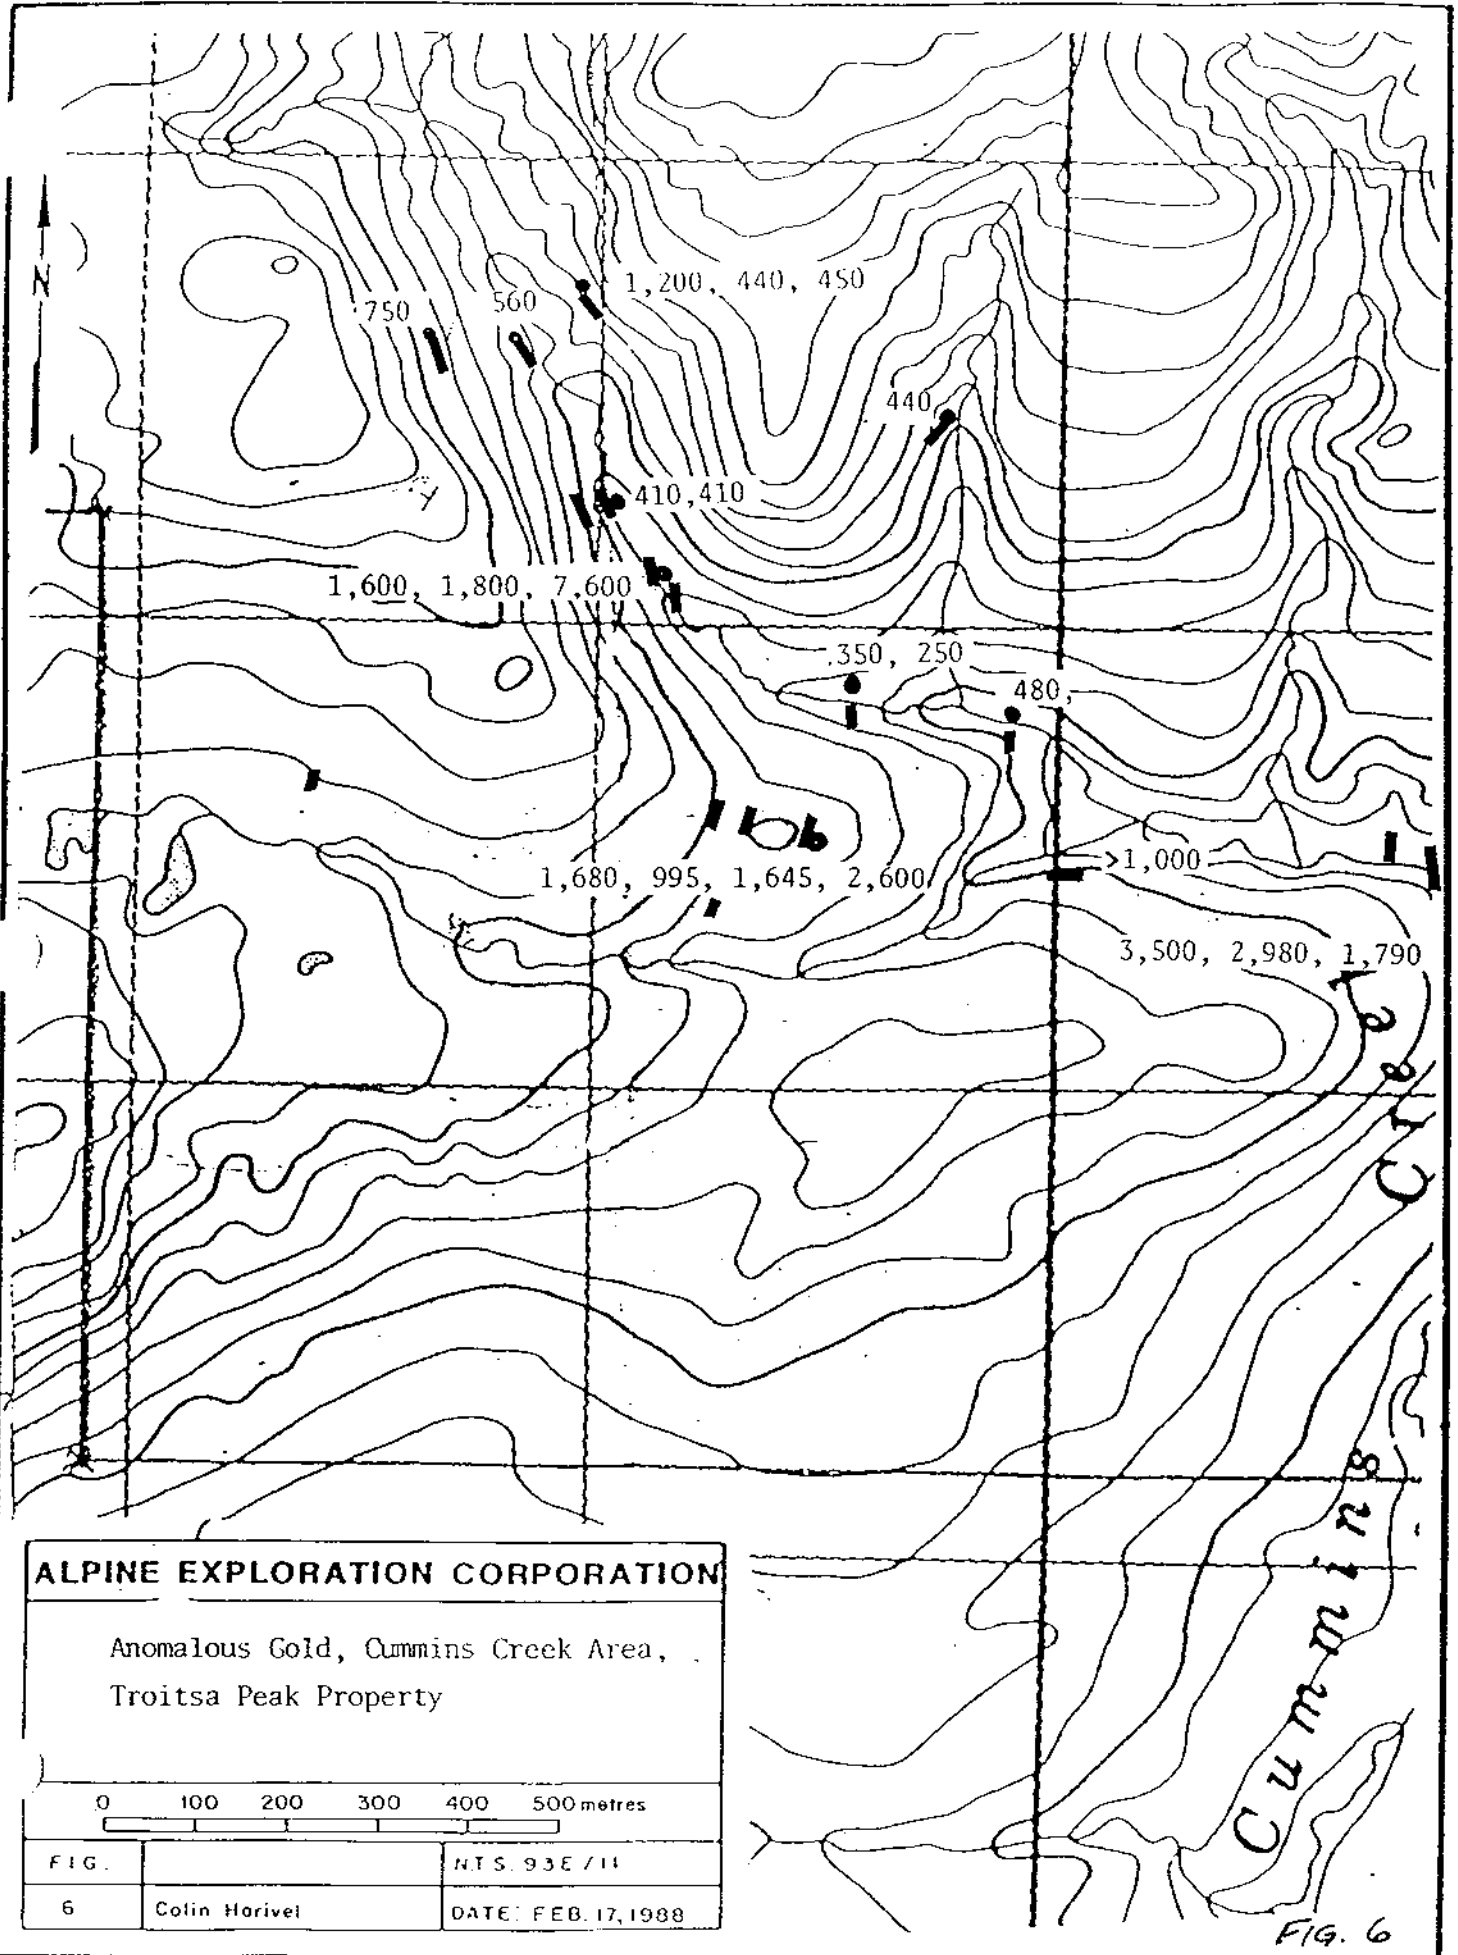 N
1,200, 440, 450
750
560
440
410,410
1,600, 1,800, 7,600
350, 250
480,
>1,000
1,680, 995, 1,645, 2,600
3,500, 2,980, 1,790
Cummins Creek
ALPINE EXPLORATION CORPORATION
Anomalous Gold, Cummins Creek Area,
Troitsa Peak Property
0 100 200 300 400 500 metres
FIG.
N.T.S. 93E/11
6
Colin Harivel
DATE: FEB. 17, 1988
FIG. 6